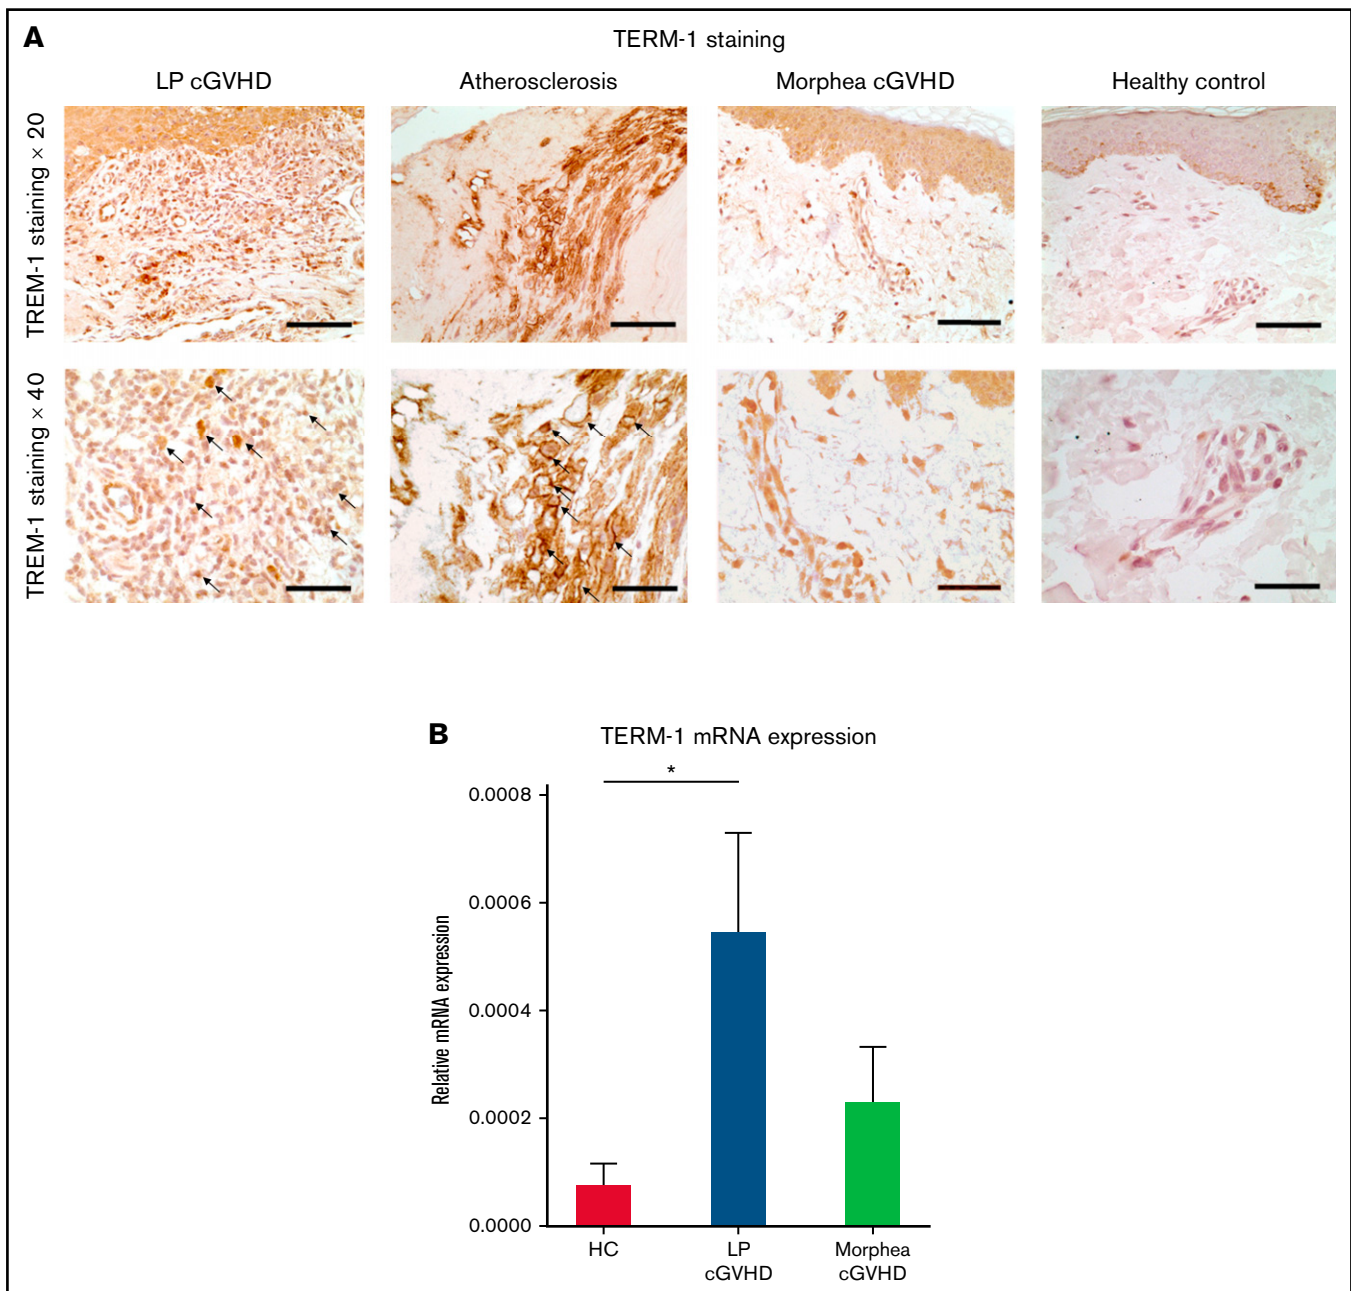 A
TERM-1 staining
LP cGVHD
Atherosclerosis
Morphea cGVHD
Healthy control
TREM-1 staining × 20
TREM-1 staining × 40
B
TERM-1 mRNA expression
*
Relative mRNA expression
0.0008
0.0006
0.0004
0.0002
0.0000
HC
LP
cGVHD
Morphea
cGVHD